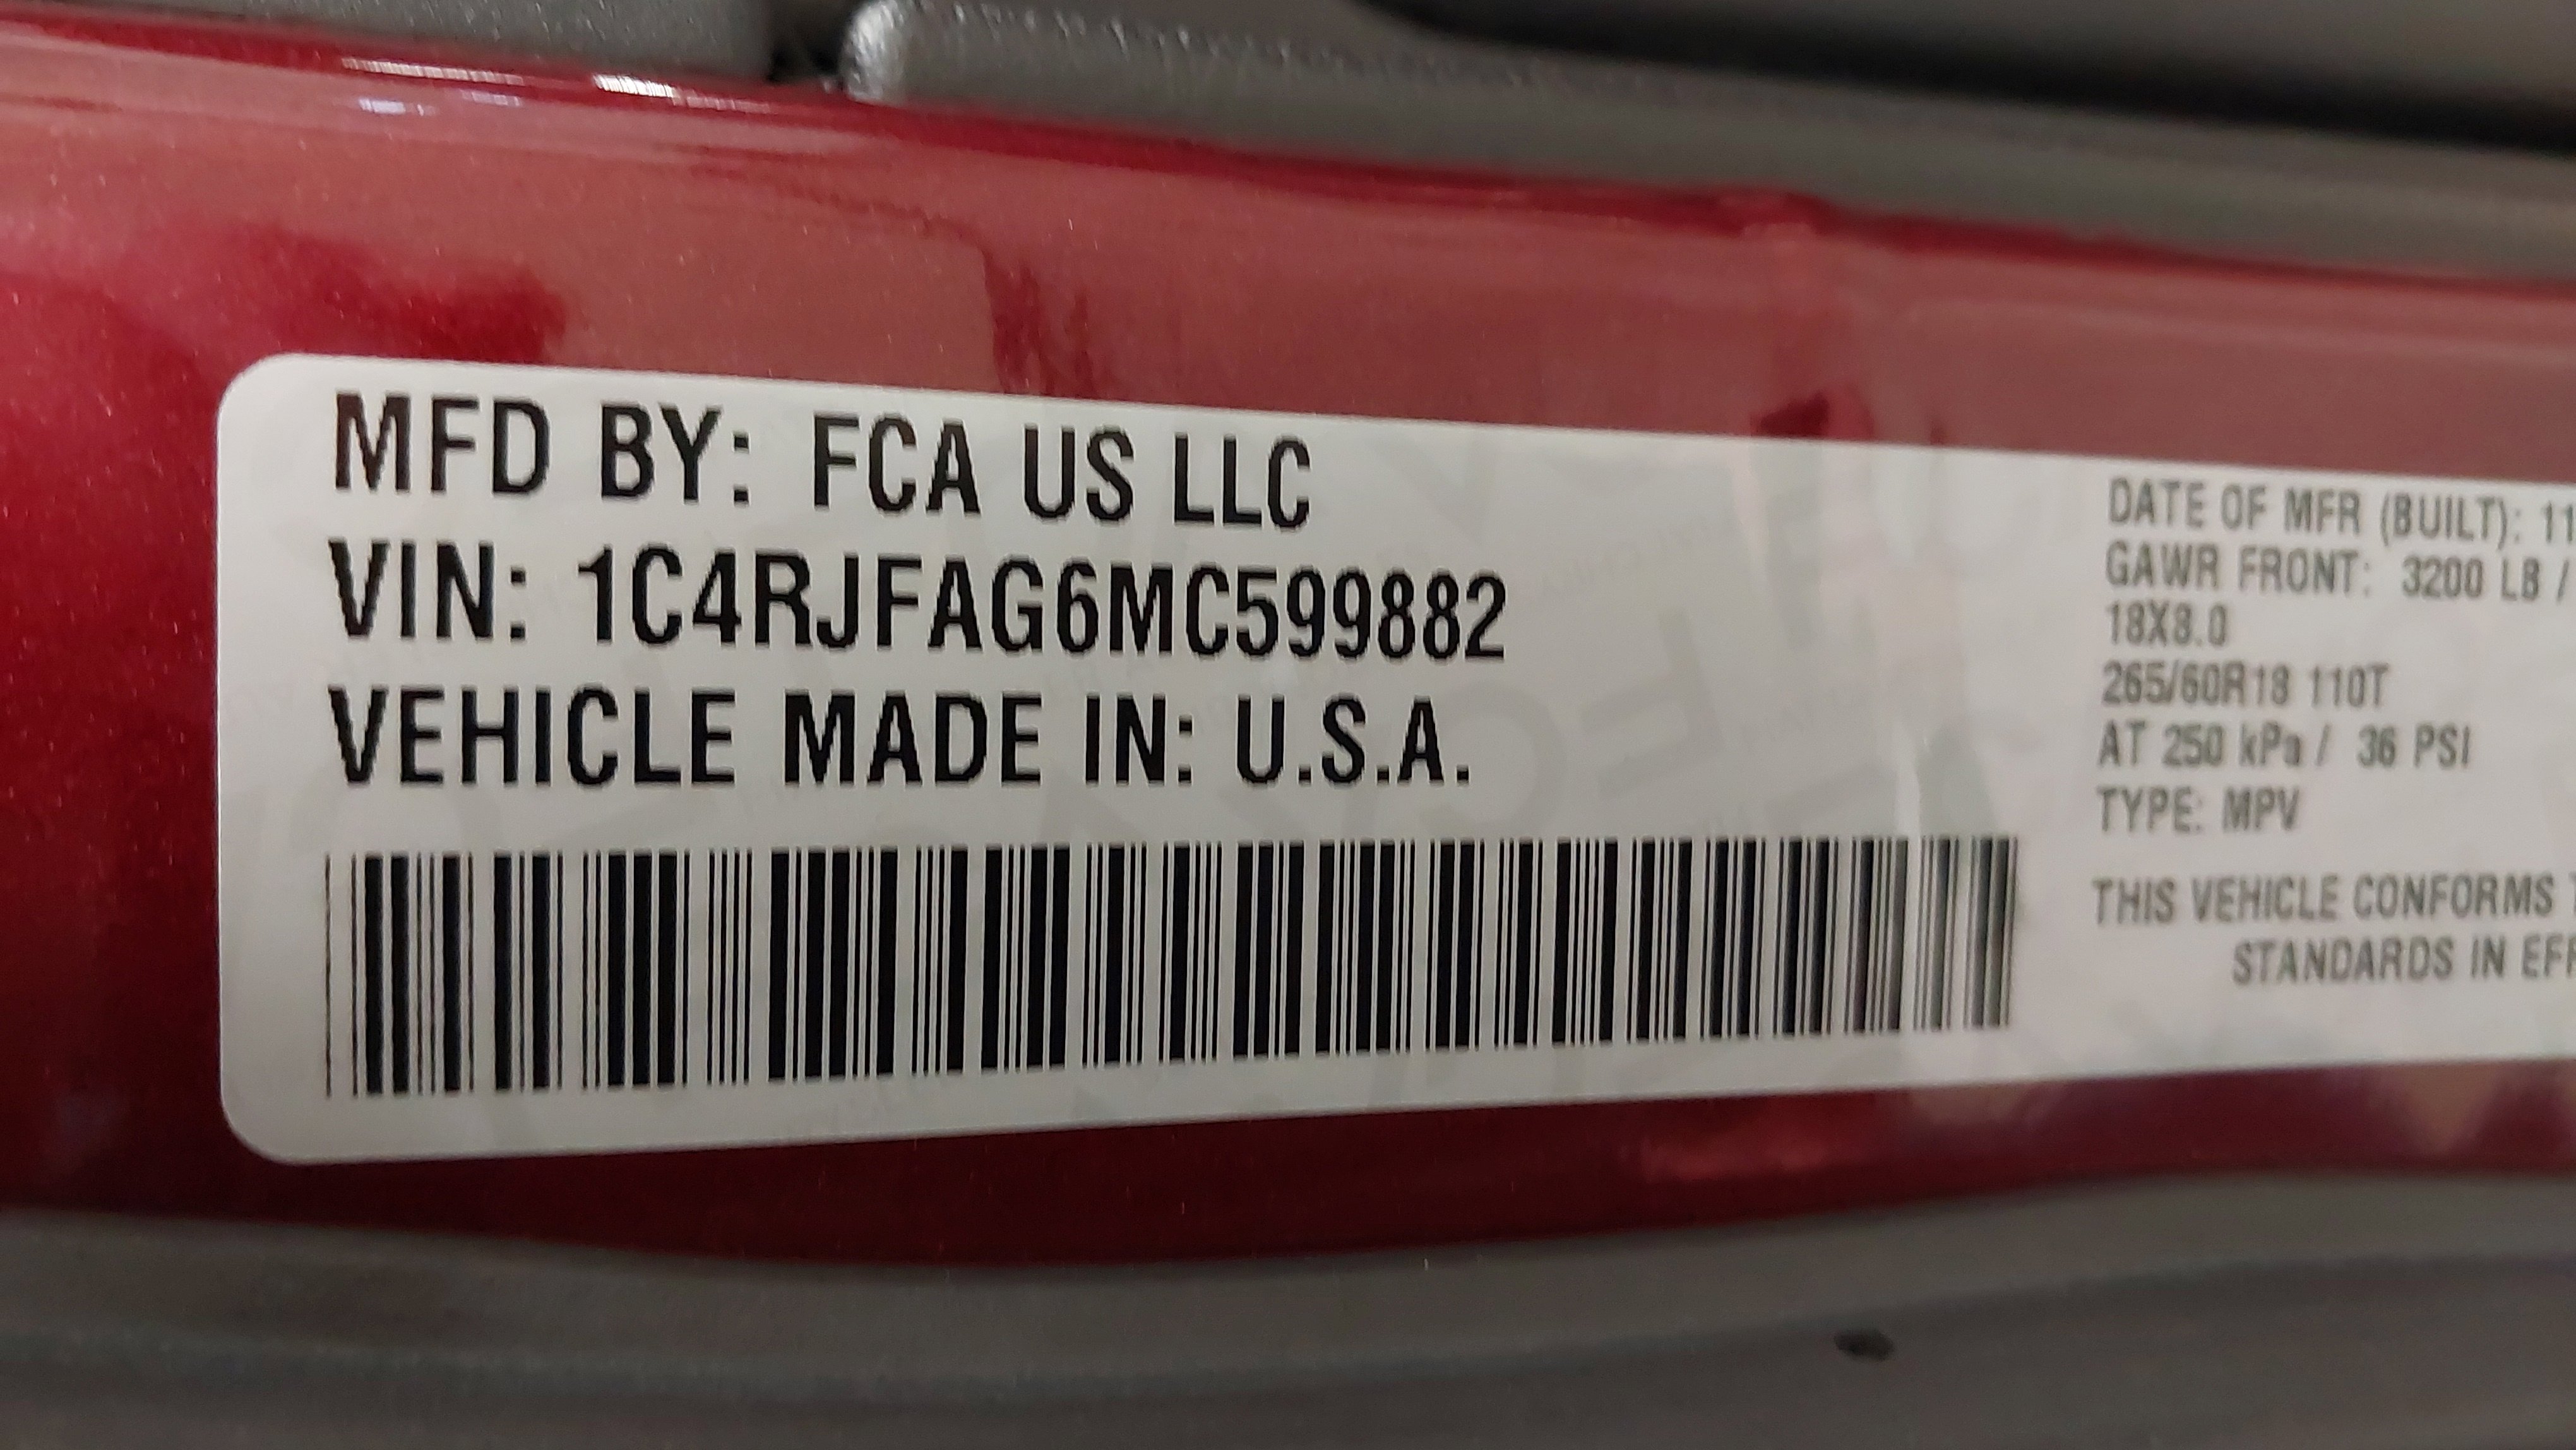 MFD BY: FCA US LLC
VIN: 1C4RJFAG6MC599882
VEHICLE MADE IN: U.S.A.
DATE OF MFR (BUILT): 11
GAWR FRONT: 3200 LB /
18X8.0
265/60R18 110T
AT 250 kPa / 36 PSI
TYPE: MPV
THIS VEHICLE CONFORMS
STANDARDS IN